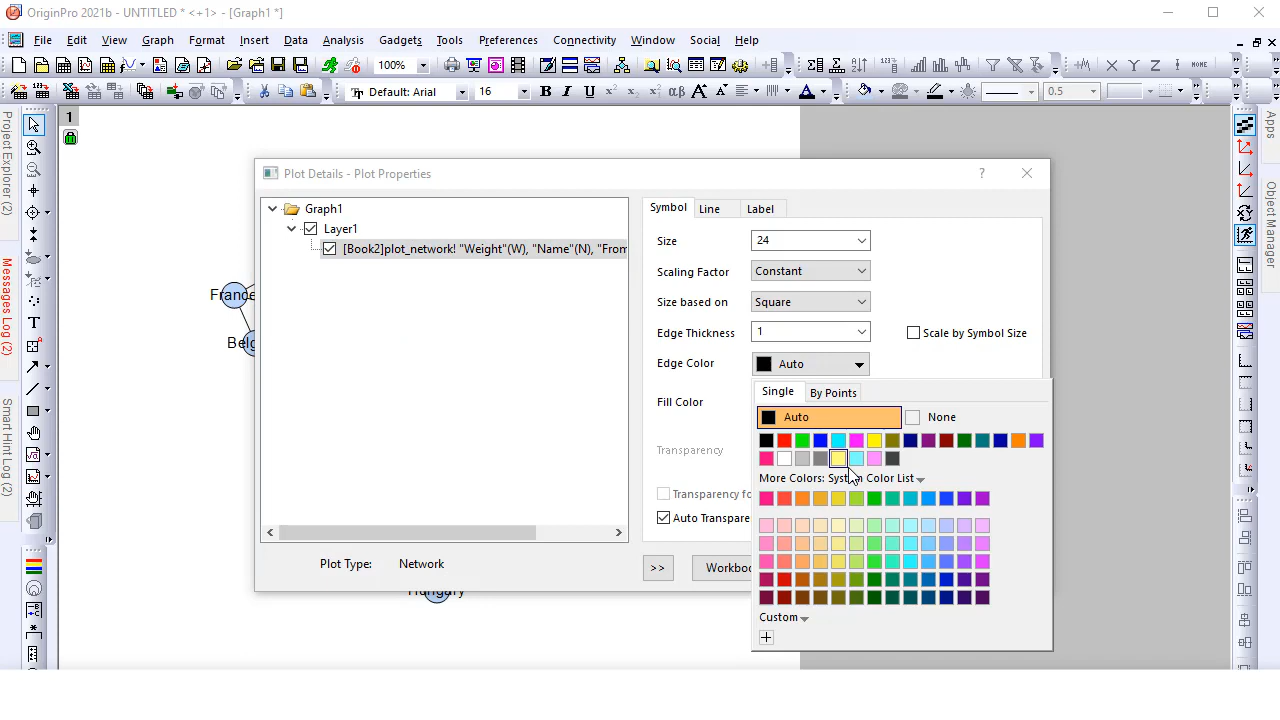 OriginPro 2021b - UNTITLED * <+1> - [Graph1 *]
File Edit View Graph Format Insert Data Analysis Gadgets Tools Preferences Connectivity Window Social Help
100%
Default: Arial 16 B I U αβ A A A 0.5
1
Project Explorer (2)
Messages Log (2)
Smart Hint Log (2)
Apps
Object Manager
France
Belg
Hungary
Plot Details - Plot Properties
Graph1
Layer1
[Book2]plot_network! "Weight"(W), "Name"(N), "From
Plot Type: Network
Symbol Line Label
Size 24
Scaling Factor Constant
Size based on Square
Edge Thickness 1 Scale by Symbol Size
Edge Color Auto
Fill Color
Transparency
Transparency fo
Auto Transpare
>> Workboo
Single By Points
Auto None
More Colors: System Color List
Custom